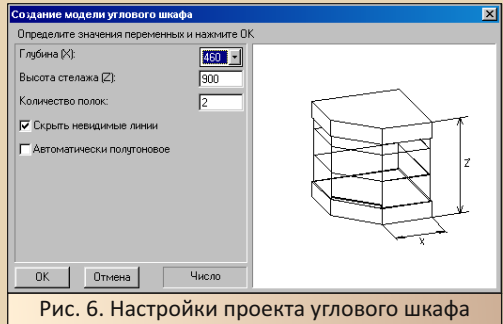 Создание модели углового шкафа
Определите значения переменных и нажмите OK
Глубина (X):
460
Высота стелажа (Z):
900
Количество полок:
2
Скрыть невидимые линии
Автоматически полутоновое
Z
X
OK
Отмена
Число
Рис. 6. Настройки проекта углового шкафа